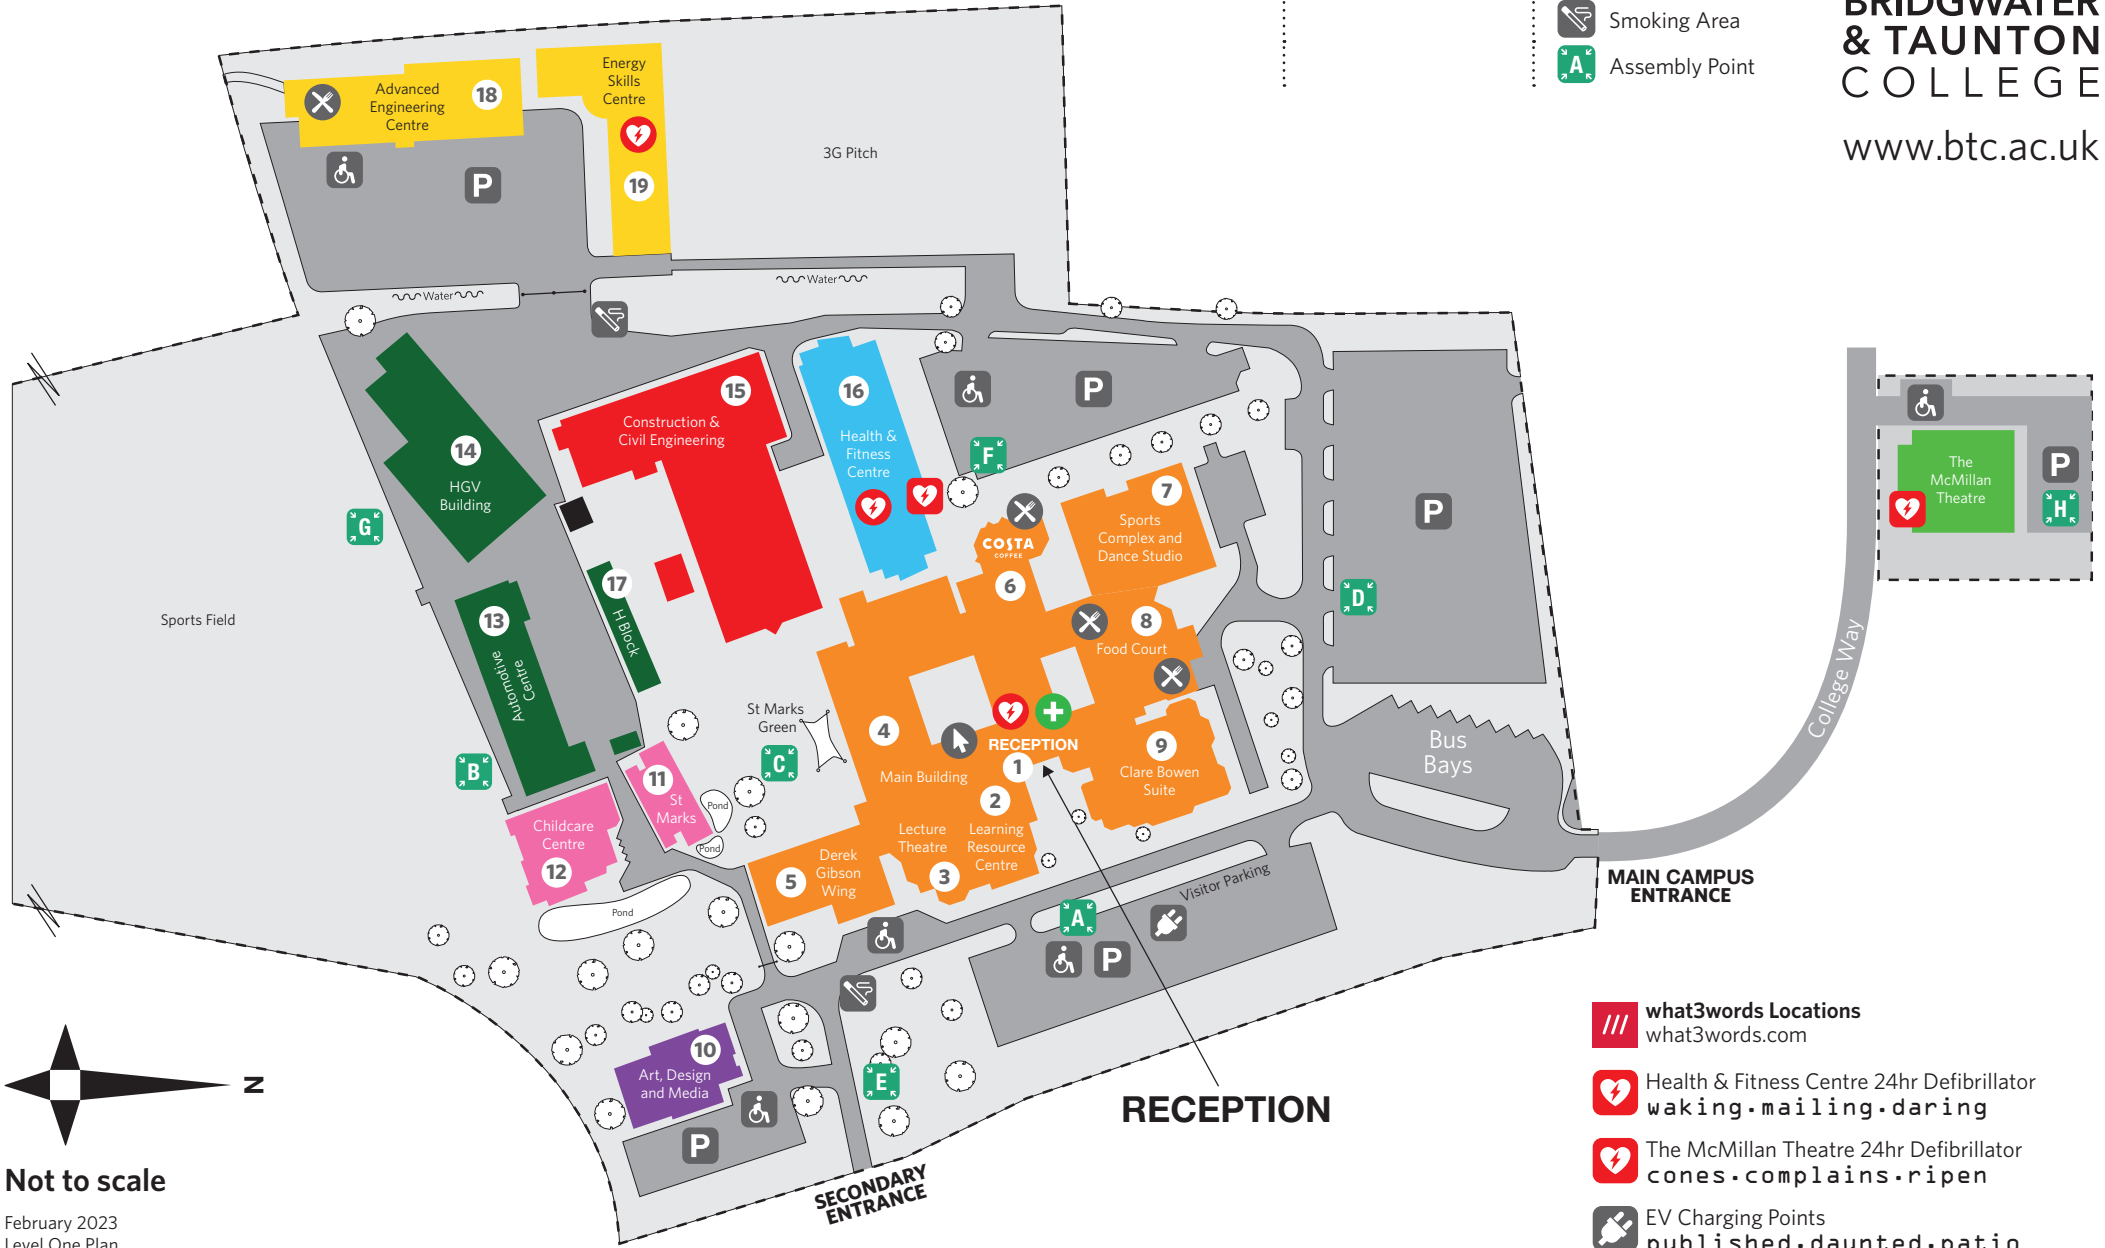 Smoking Area
A
Assembly Point
BRIDGWATER
& TAUNTON
COLLEGE
www.btc.ac.uk
Advanced
Engineering
Centre
18
Energy
Skills
Centre
19
P
3G Pitch
Water
Water
15
Construction &
Civil Engineering
16
Health &
Fitness
Centre
P
14
HGV
Building
G
F
7
Sports
Complex and
Dance Studio
COSTA
COFFEE
6
P
The
McMillan
Theatre
P
H
17
H Block
13
Automotive
Centre
Sports Field
8
Food Court
D
College Way
St Marks
Green
C
4
Main Building
RECEPTION
1
2
Learning
Resource
Centre
Lecture
Theatre
3
9
Clare Bowen
Suite
Bus
Bays
B
11
St
Marks
Pond
Pond
Childcare
Centre
12
5
Derek
Gibson
Wing
Pond
Visitor Parking
A
P
MAIN CAMPUS
ENTRANCE
10
Art, Design
and Media
P
E
RECEPTION
SECONDARY
ENTRANCE
N
Not to scale
February 2023
Level One Plan
what3words Locations
what3words.com
Health & Fitness Centre 24hr Defibrillator
waking.mailing.daring
The McMillan Theatre 24hr Defibrillator
cones.complains.ripen
EV Charging Points
published.daunted.patio